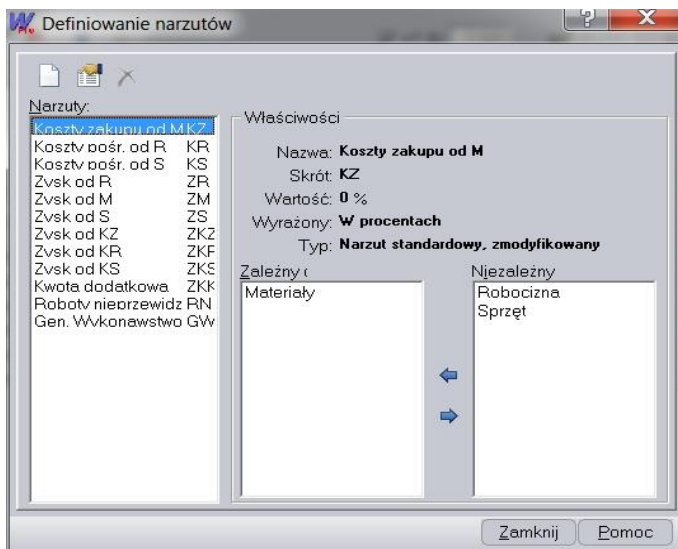 Definiowanie narzutów
Narzuty:
Koszty zakupu od M KZ
Koszty pośr. od R KR
Koszty pośr. od S KS
Zysk od R ZR
Zysk od M ZM
Zysk od S ZS
Zysk od KZ ZKZ
Zysk od KR ZKF
Zysk od KS ZKS
Kwota dodatkowa ZKK
Roboty nieprzewidz RN
Gen. Wykonawstwo GW
Właściwości
Nazwa: Koszty zakupu od M
Skrót: KZ
Wartość: 0 %
Wyrażony: W procentach
Typ: Narzut standardowy, zmodyfikowany
Zależny (
Materiały
Niezależny
Robocizna
Sprzęt
Zamknij
Pomoc